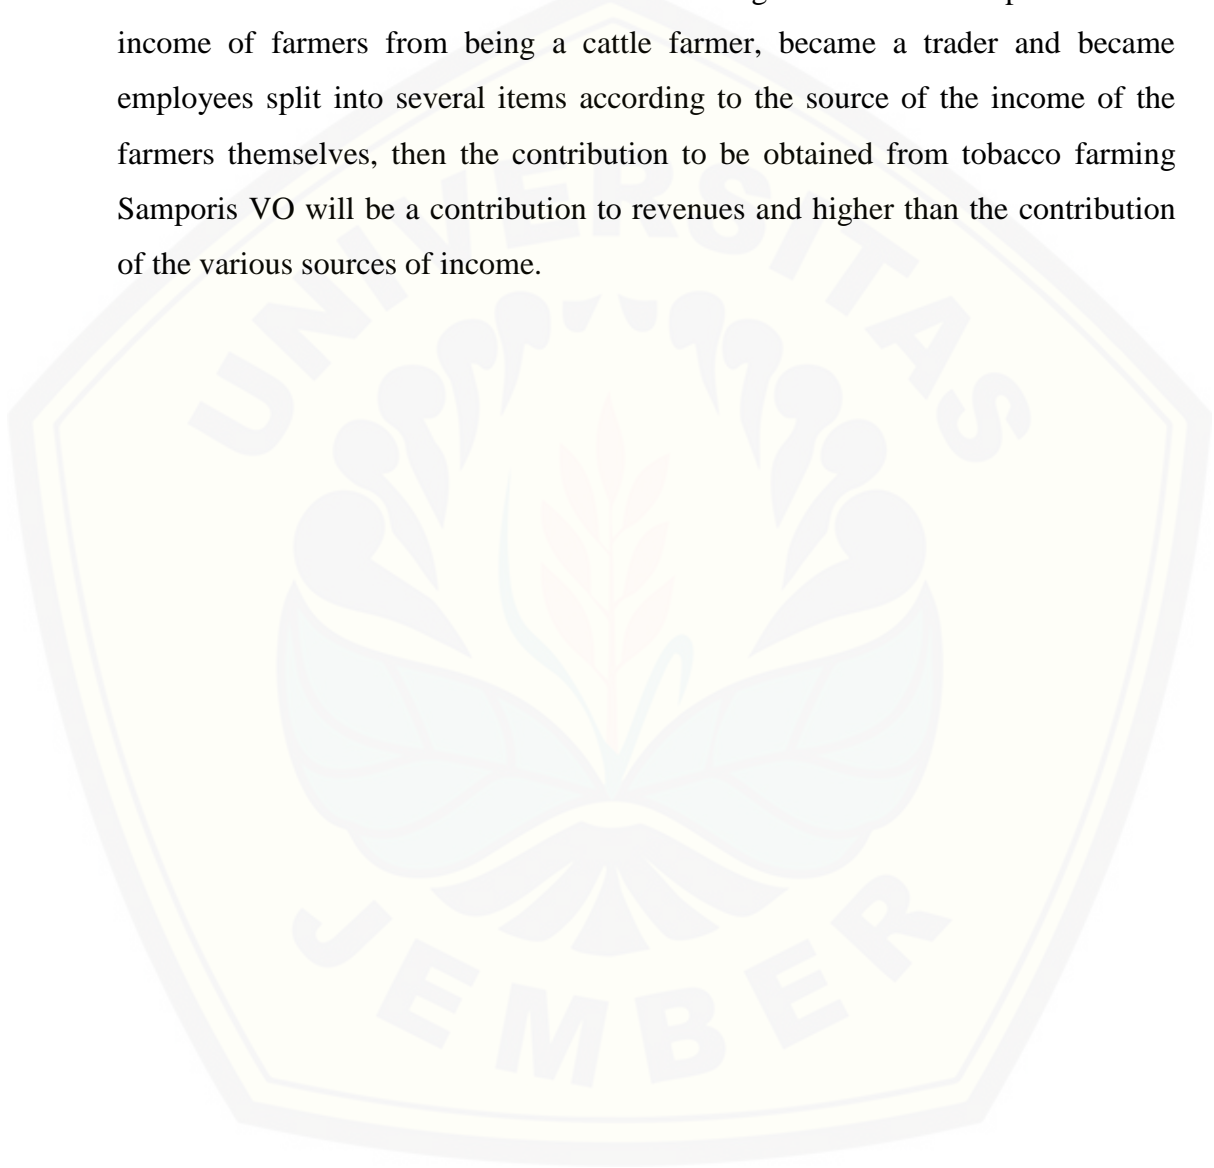 income of farmers from being a cattle farmer, became a trader and became
employees split into several items according to the source of the income of the
farmers themselves, then the contribution to be obtained from tobacco farming
Samporis VO will be a contribution to revenues and higher than the contribution
of the various sources of income.
UNIVERSITAS
JEMBER